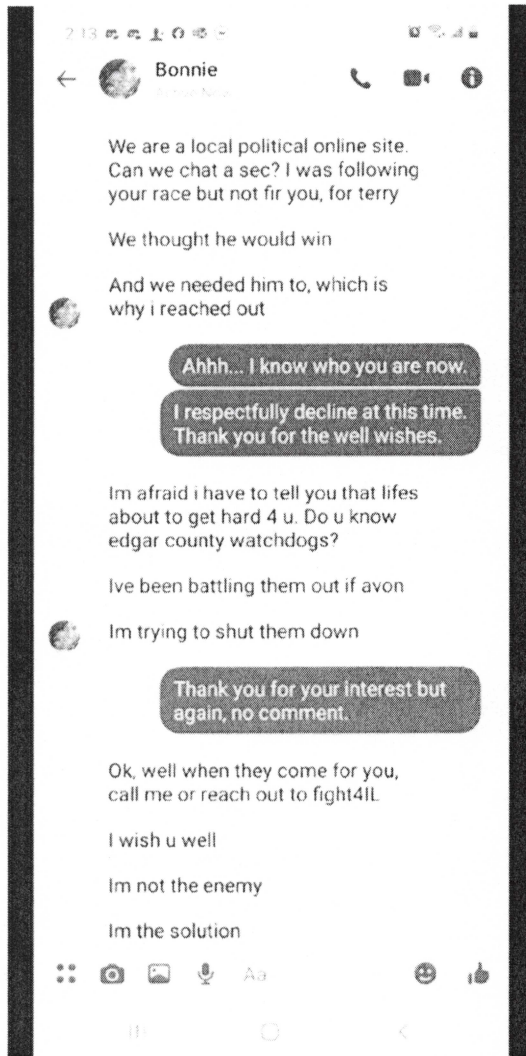 2:13
Bonnie
Active Now
We are a local political online site.
Can we chat a sec? I was following
your race but not fir you, for terry
We thought he would win
And we needed him to, which is
why i reached out
Ahhh... I know who you are now.
I respectfully decline at this time.
Thank you for the well wishes.
Im afraid i have to tell you that lifes
about to get hard 4 u. Do u know
edgar county watchdogs?
Ive been battling them out if avon
Im trying to shut them down
Thank you for your interest but
again, no comment.
Ok, well when they come for you,
call me or reach out to fight4IL
I wish u well
Im not the enemy
Im the solution
Aa